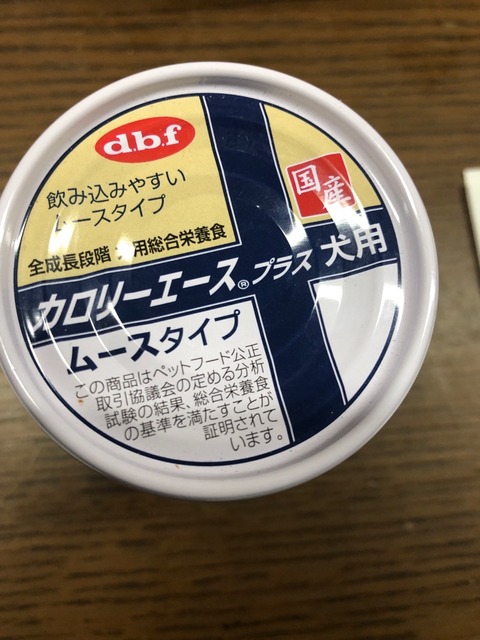 d.b.f
国産
飲み込みやすい
ムースタイプ
全成長段階 犬用総合栄養食
カロリーエース®プラス 犬用
ムースタイプ
この商品はペットフード公正
取引協議会の定める分析
試験の結果、総合栄養食
の基準を満たすことが
証明されて
います。